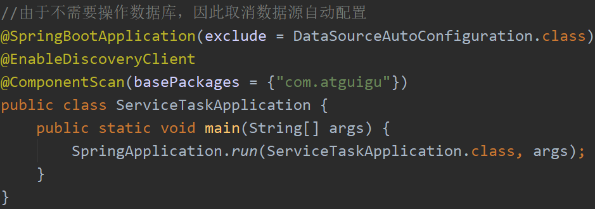 //由于不需要操作数据库，因此取消数据源自动配置
@SpringBootApplication(exclude = DataSourceAutoConfiguration.class)
@EnableDiscoveryClient
@ComponentScan(basePackages = {"com.atguigu"})
public class ServiceTaskApplication {
    public static void main(String[] args) {
        SpringApplication.run(ServiceTaskApplication.class, args);
    }
}